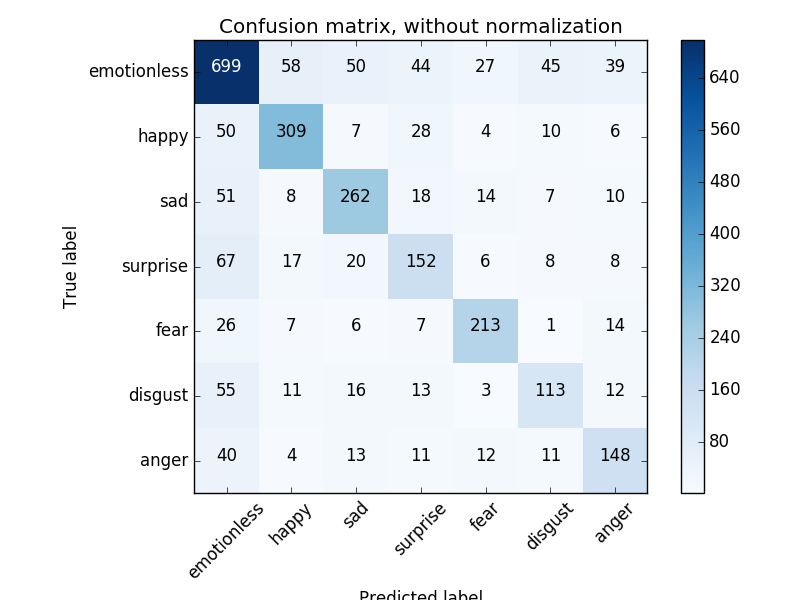 Confusion matrix, without normalization
emotionless 699 58 50 44 27 45 39
happy 50 309 7 28 4 10 6
sad 51 8 262 18 14 7 10
surprise 67 17 20 152 6 8 8
fear 26 7 6 7 213 1 14
disgust 55 11 16 13 3 113 12
anger 40 4 13 11 12 11 148
True label
emotionless happy sad surprise fear disgust anger
Predicted label
640
560
480
400
320
240
160
80